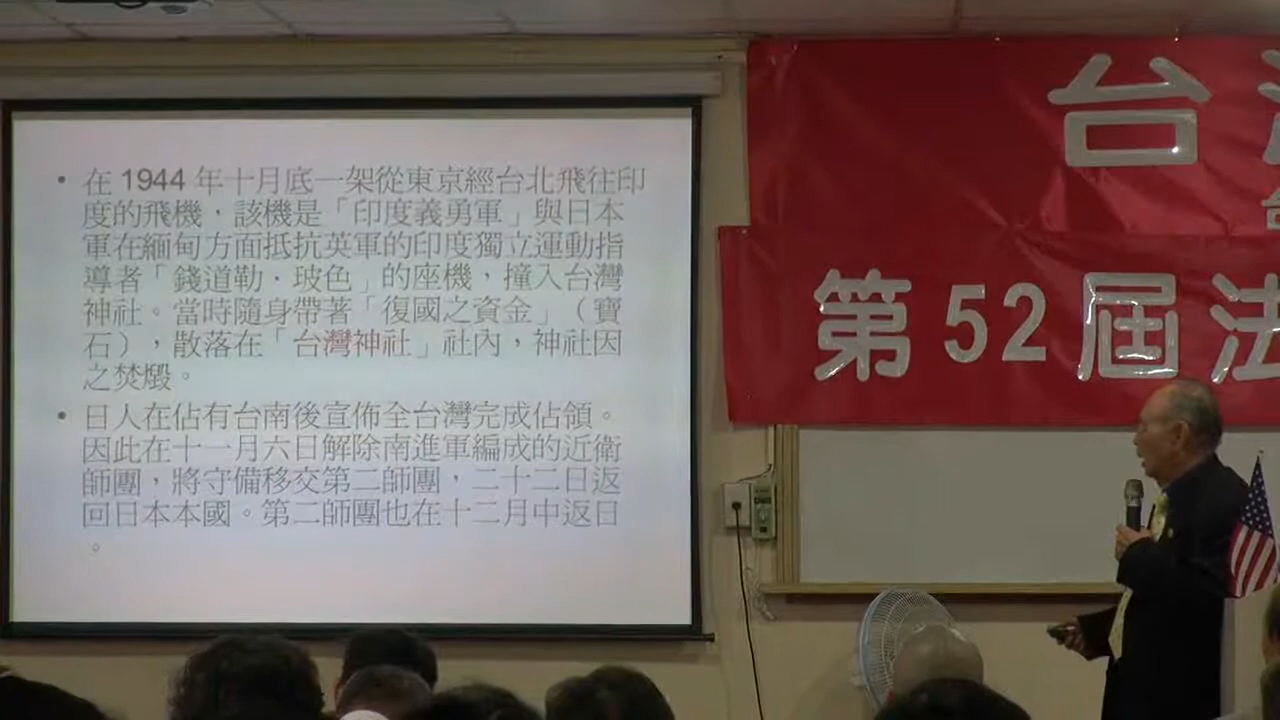 • 在 1944 年十月底一架從東京經台北飛往印
度的飛機，該機是「印度義勇軍」與日本
軍在緬甸方面抵抗英軍的印度獨立運動指
導者「錢道勒．玻色」的座機，撞入台灣
神社。當時隨身帶著「復國之資金」（寶
石），散落在「台灣神社」社內，神社因
之焚燬。
• 日人在佔有台南後宣佈全台灣完成佔領。
因此在十一月六日解除南進軍編成的近衛
師團，將守備移交第二師團，二十二日返
回日本本國。第二師團也在十二月中返日
。
台
第52屆法